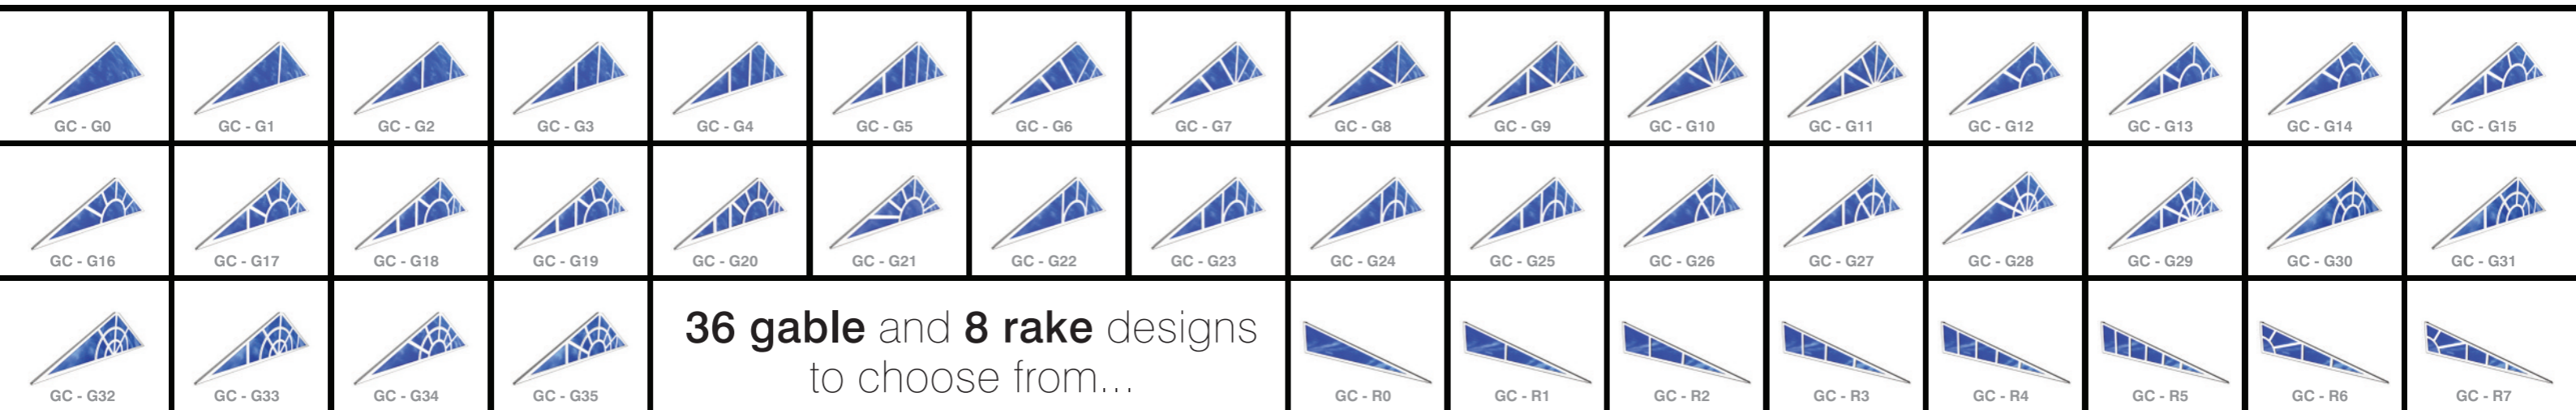 GC - G0
GC - G1
GC - G2
GC - G3
GC - G4
GC - G5
GC - G6
GC - G7
GC - G8
GC - G9
GC - G10
GC - G11
GC - G12
GC - G13
GC - G14
GC - G15
GC - G16
GC - G17
GC - G18
GC - G19
GC - G20
GC - G21
GC - G22
GC - G23
GC - G24
GC - G25
GC - G26
GC - G27
GC - G28
GC - G29
GC - G30
GC - G31
GC - G32
GC - G33
GC - G34
GC - G35
36 gable and 8 rake designs
to choose from...
GC - R0
GC - R1
GC - R2
GC - R3
GC - R4
GC - R5
GC - R6
GC - R7